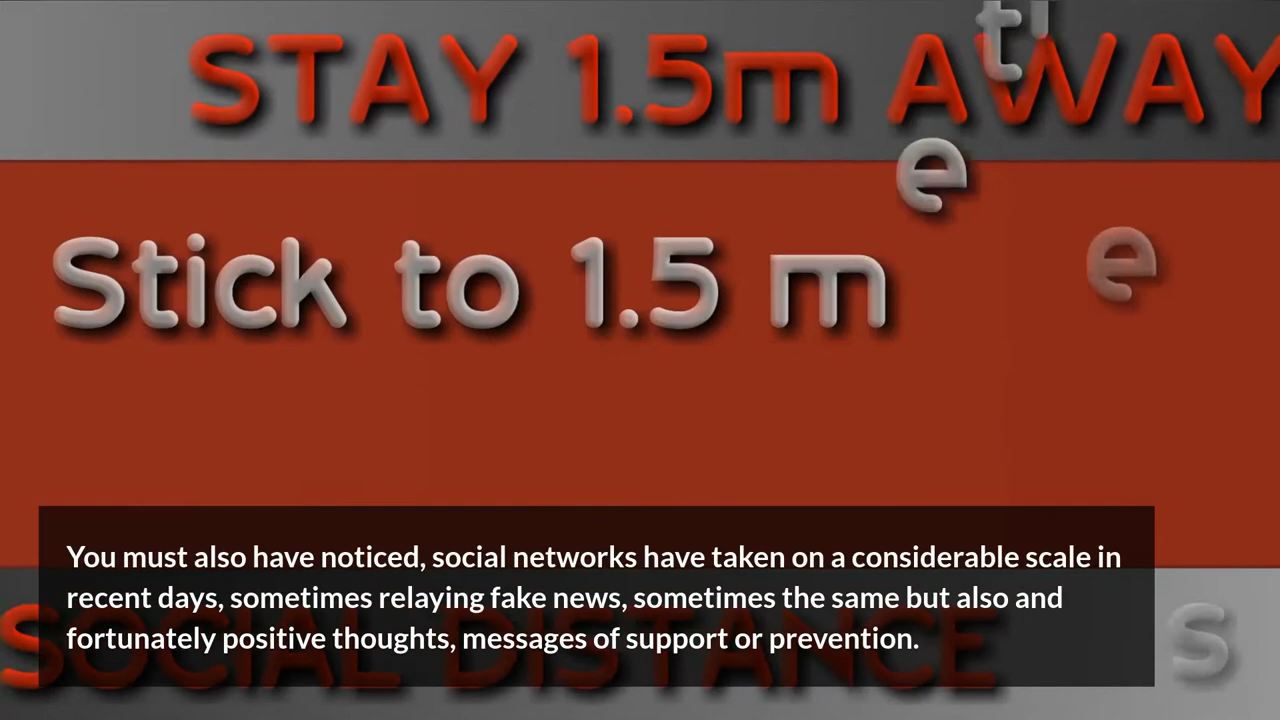 STAY 1.5m AWAY
Stick to 1.5 m
e
t
e
You must also have noticed, social networks have taken on a considerable scale in
recent days, sometimes relaying fake news, sometimes the same but also and
fortunately positive thoughts, messages of support or prevention.
SOCIAL DISTANCE
s